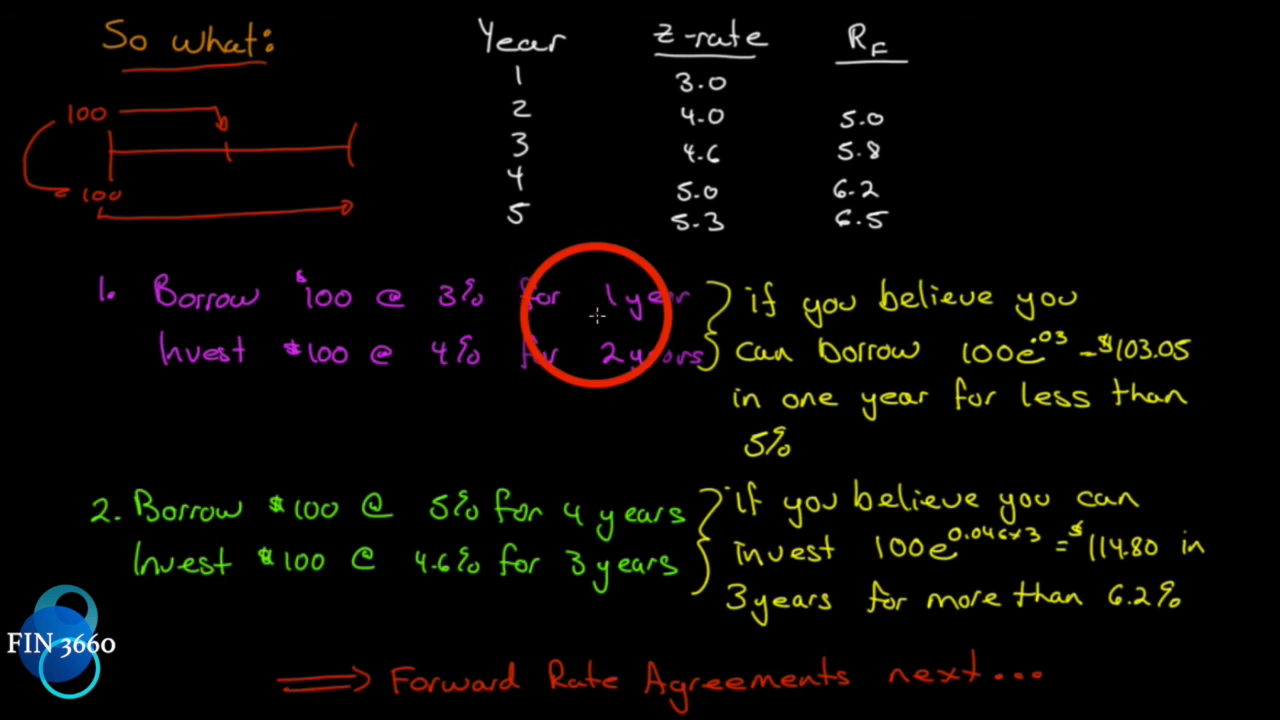 So what:
Year Z-rate RF
1 3.0
2 4.0 5.0
3 4.6 5.8
4 5.0 6.2
5 5.3 6.5
100
100
1. Borrow $100 @ 3% for 1 year
Invest $100 @ 4% for 2 years
if you believe you
can borrow 100e^.03 = $103.05
in one year for less than
5%
2. Borrow $100 @ 5% for 4 years
Invest $100 @ 4.6% for 3 years
if you believe you can
invest 100e^0.046x3 = $114.80 in
3 years for more than 6.2%
FIN 3660
⇒ Forward Rate Agreements next...